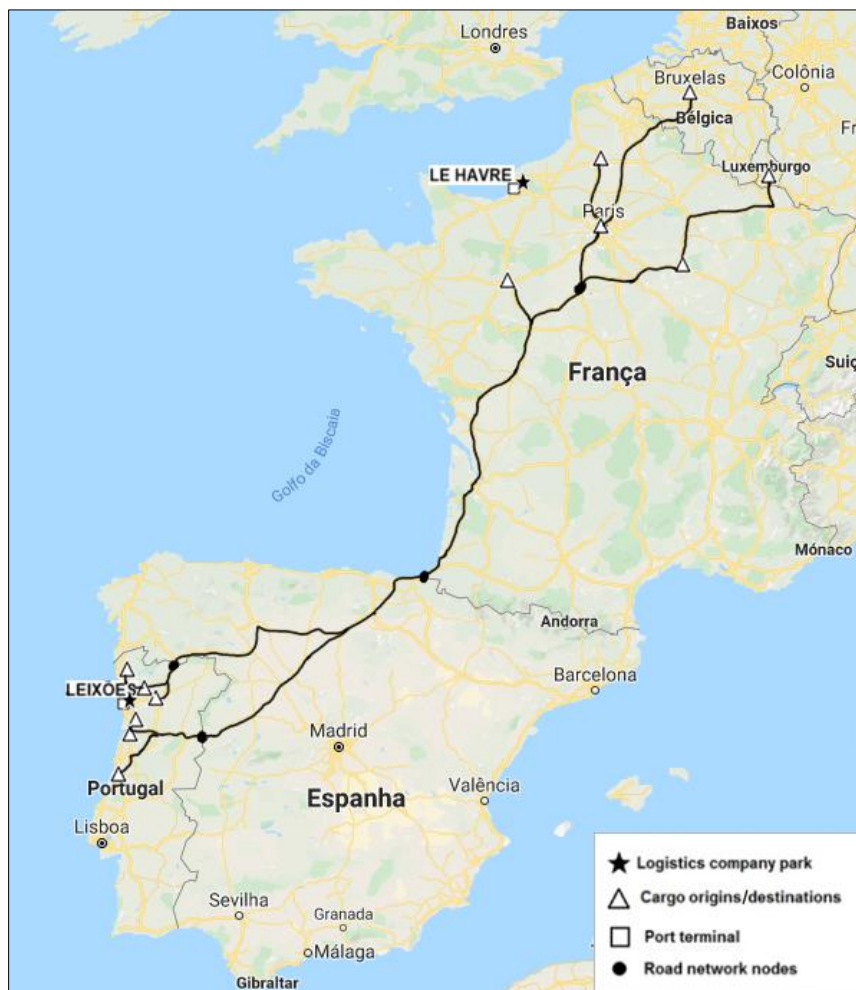 Londres
Baixos
Bruxelas
Colônia
Bélgica
Fr
LE HAVRE
Luxemburgo
Paris
França
Suiç
Golfo da Biscaia
Mónaco
Andorra
LEIXÕES
Barcelona
Madrid
Portugal
Espanha
Valência
Lisboa
Sevilha
Granada
Málaga
Gibraltar
Logistics company park
Cargo origins/destinations
Port terminal
Road network nodes